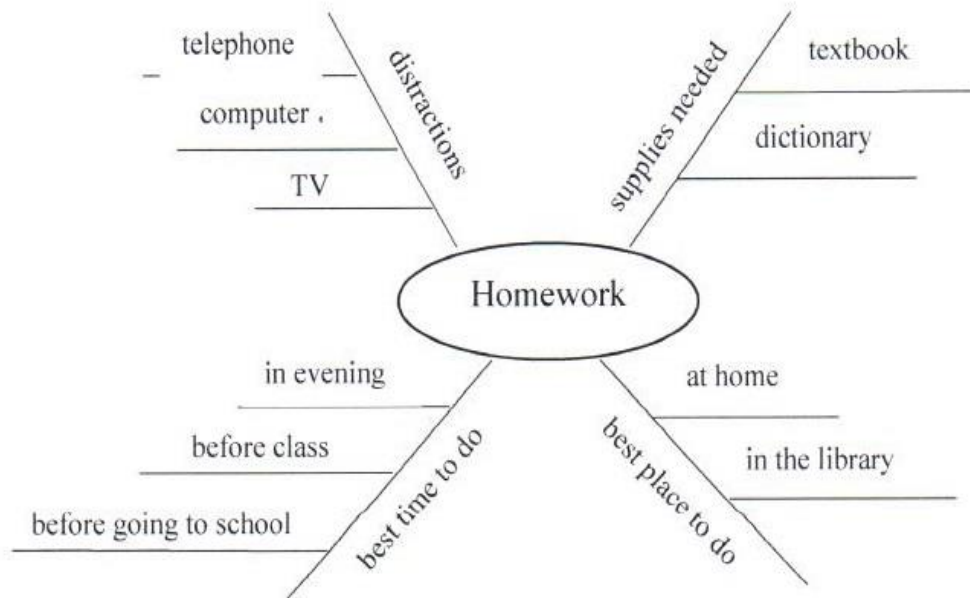 telephone
computer
TV
distractions
textbook
dictionary
supplies needed
Homework
in evening
before class
before going to school
best time to do
at home
in the library
best place to do